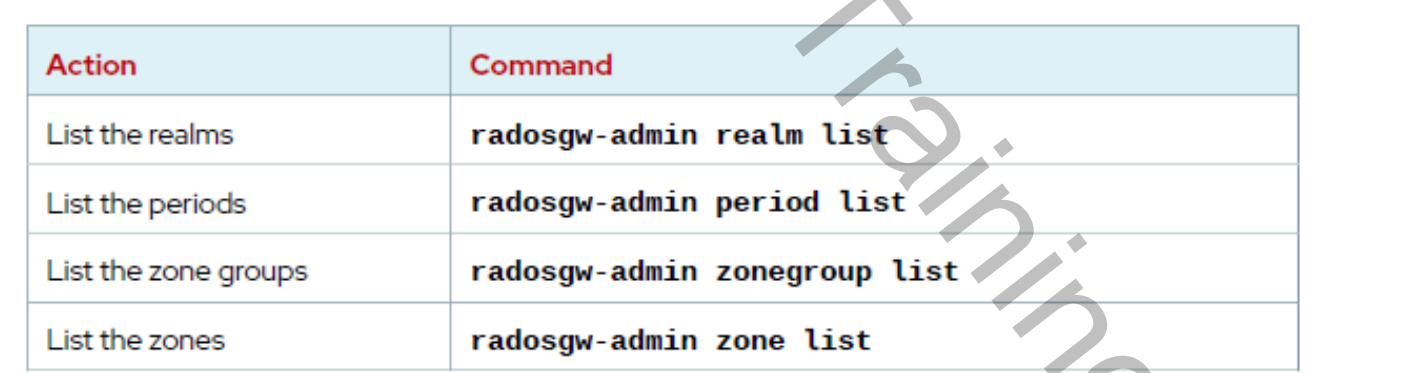 Action Command
List the realms radosgw-admin realm list
List the periods radosgw-admin period list
List the zone groups radosgw-admin zonegroup list
List the zones radosgw-admin zone list
Training